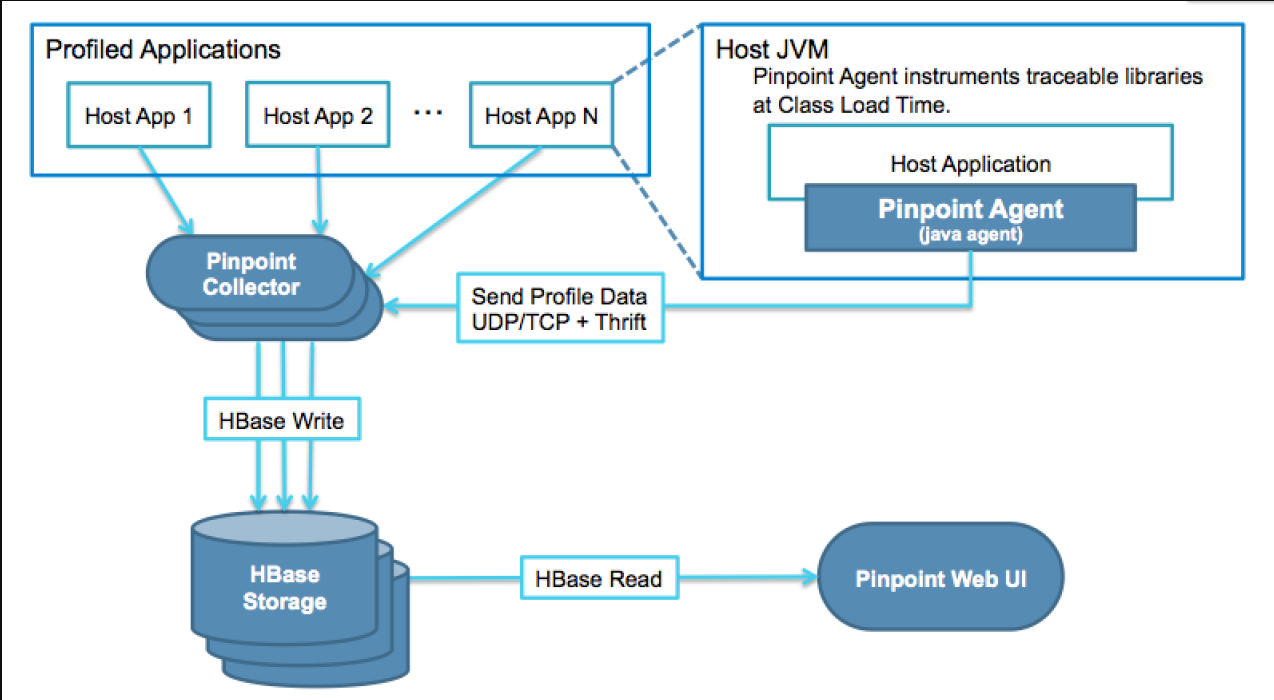 Profiled Applications
Host App 1
Host App 2
...
Host App N
Host JVM
Pinpoint Agent instruments traceable libraries
at Class Load Time.
Host Application
Pinpoint Agent
(java agent)
Pinpoint
Collector
Send Profile Data
UDP/TCP + Thrift
HBase Write
HBase
Storage
HBase Read
Pinpoint Web UI